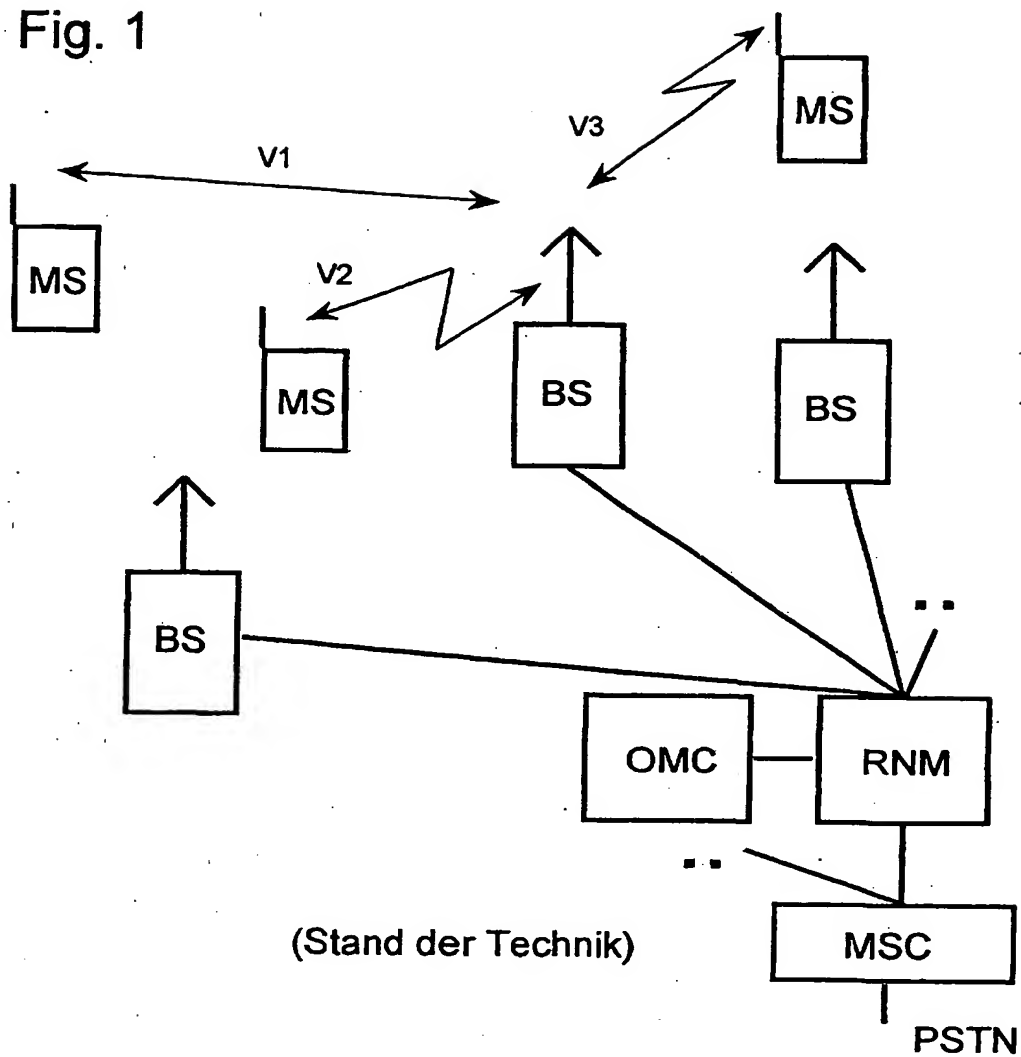 Fig. 1
MS
V3
V1
MS
V2
MS
BS
BS
BS
..
OMC
RNM
..
(Stand der Technik)
MSC
PSTN